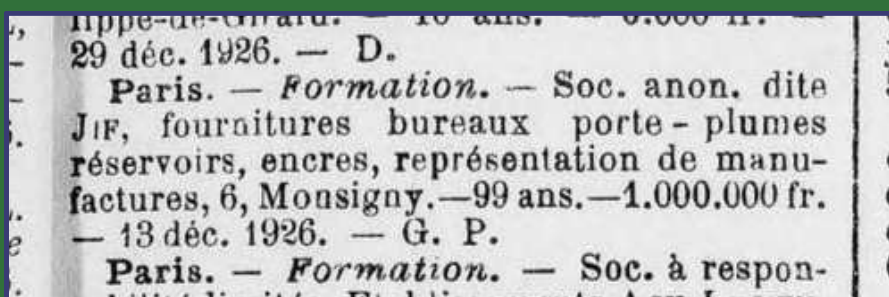 29 déc. 1926. — D.
Paris. — Formation. — Soc. anon. dite
JIF, fournitures bureaux porte-plumes
réservoirs, encres, représentation de manu-
factures, 6, Monsigny.—99 ans.—1.000.000 fr.
— 13 déc. 1926. — G. P.
Paris. — Formation. — Soc. à respon-